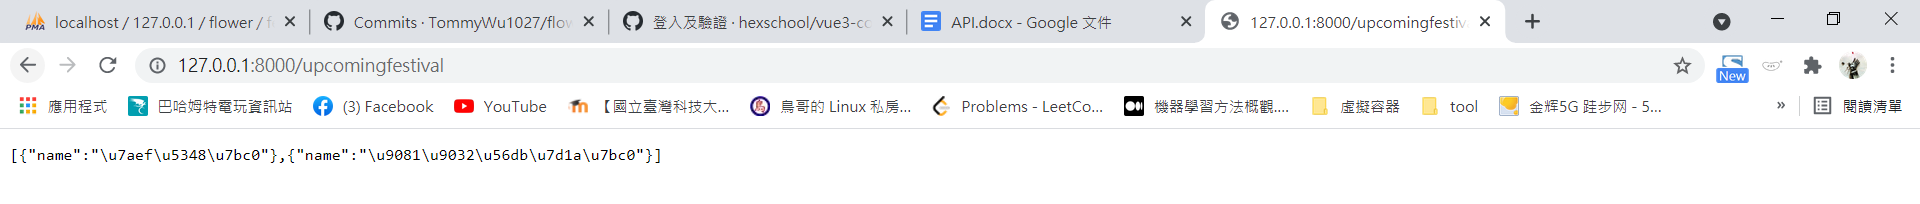 localhost / 127.0.0.1 / flower / f
Commits · TommyWu1027/flow
登入及驗證 · hexschool/vue3-co
API.docx - Google 文件
127.0.0.1:8000/upcomingfestiva
127.0.0.1:8000/upcomingfestival
New
應用程式
巴哈姆特電玩資訊站
(3) Facebook
YouTube
【國立臺灣科技大...
鳥哥的 Linux 私房...
Problems - LeetCo...
機器學習方法概觀....
虛擬容器
tool
金辉5G 跬步网 - 5...
»
閱讀清單
[{"name":"\u7aef\u5348\u7bc0"},{"name":"\u9081\u9032\u56db\u7d1a\u7bc0"}]